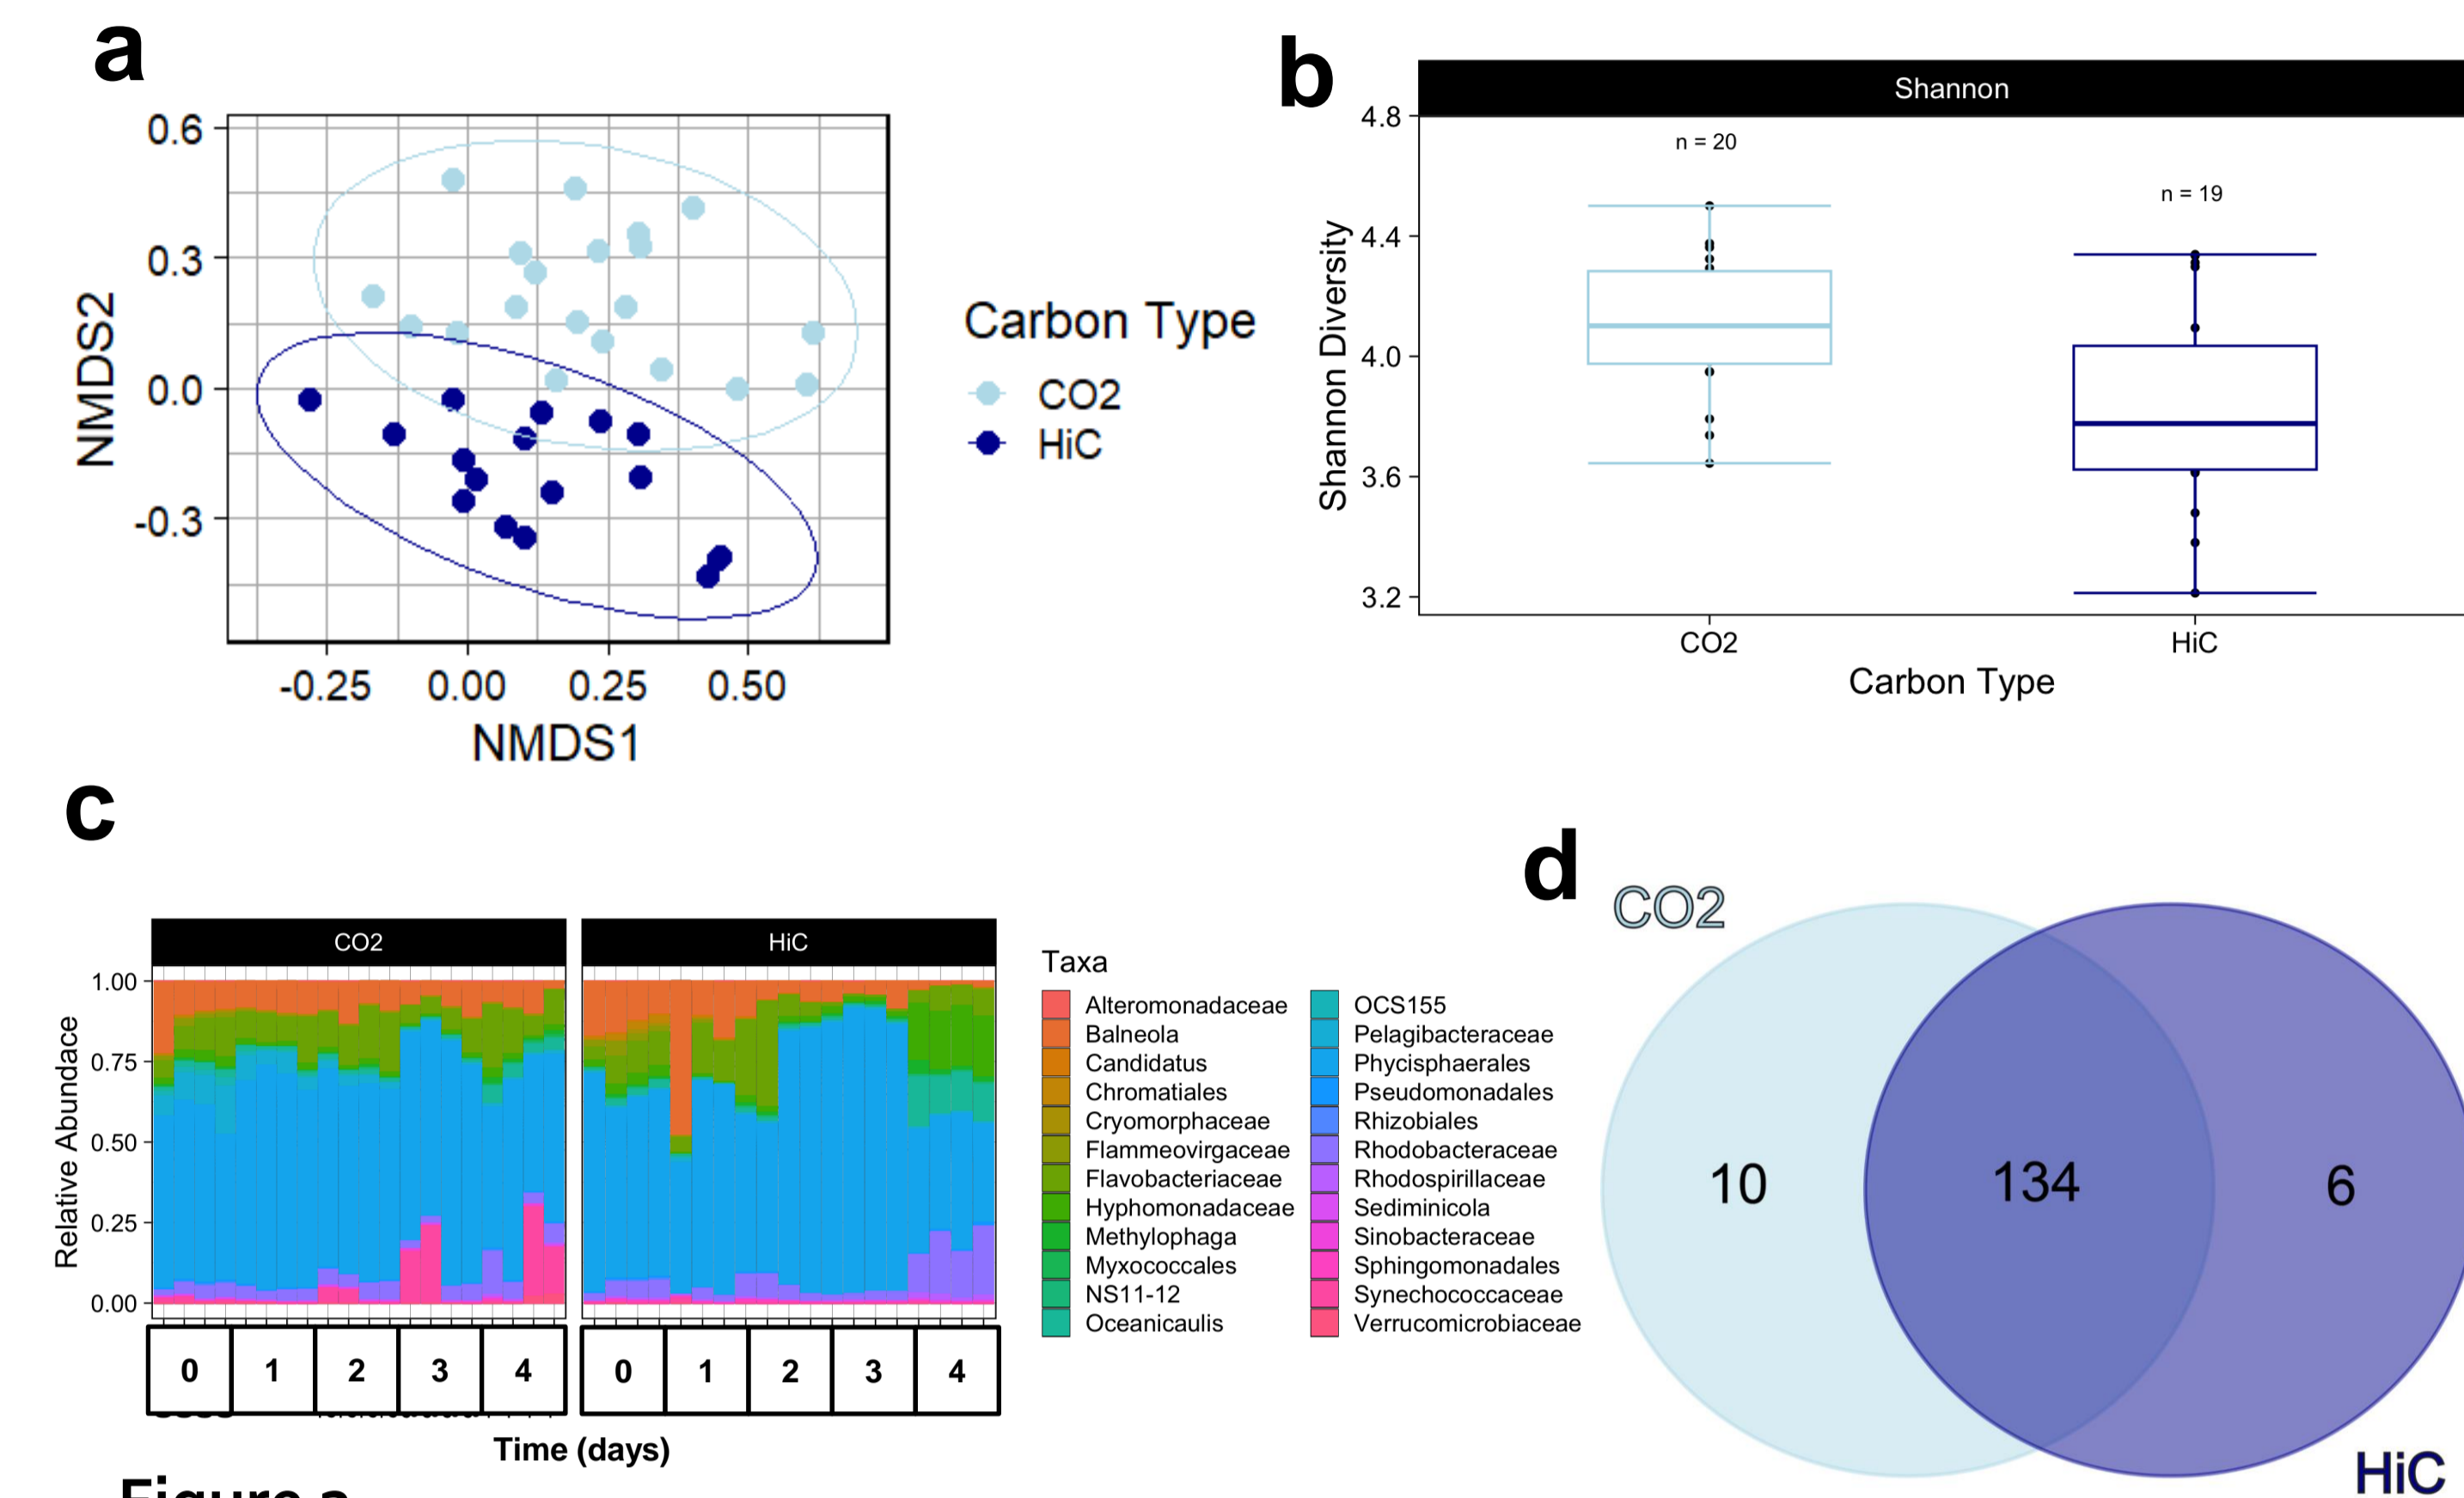 a
0.6
0.3
0.0
-0.3
NMDS2
-0.25 0.00 0.25 0.50
NMDS1
Carbon Type
CO2
HiC
b
Shannon
4.8
4.4
4.0
3.6
3.2
Shannon Diversity
n = 20
n = 19
CO2 HiC
Carbon Type
c
CO2 HiC
1.00
0.75
0.50
0.25
0.00
Relative Abundace
0 1 2 3 4 0 1 2 3 4
Time (days)
Taxa
Alteromonadaceae
Balneola
Candidatus
Chromatiales
Cryomorphaceae
Flammeovirgaceae
Flavobacteriaceae
Hyphomonadaceae
Methylophaga
Myxococcales
NS11-12
Oceanicaulis
OCS155
Pelagibacteraceae
Phycisphaerales
Pseudomonadales
Rhizobiales
Rhodobacteraceae
Rhodospirillaceae
Sediminicola
Sinobacteraceae
Sphingomonadales
Synechococcaceae
Verrucomicrobiaceae
d
CO2
10 134 6
HiC